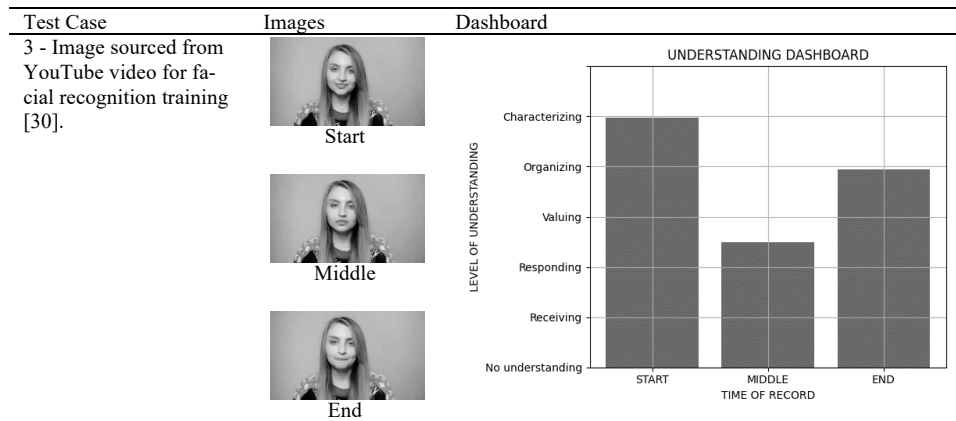 Test Case Images Dashboard
3 - Image sourced from
YouTube video for fa-
cial recognition training
[30].
Start
Middle
End
UNDERSTANDING DASHBOARD
LEVEL OF UNDERSTANDING
Characterizing
Organizing
Valuing
Responding
Receiving
No understanding
START MIDDLE END
TIME OF RECORD